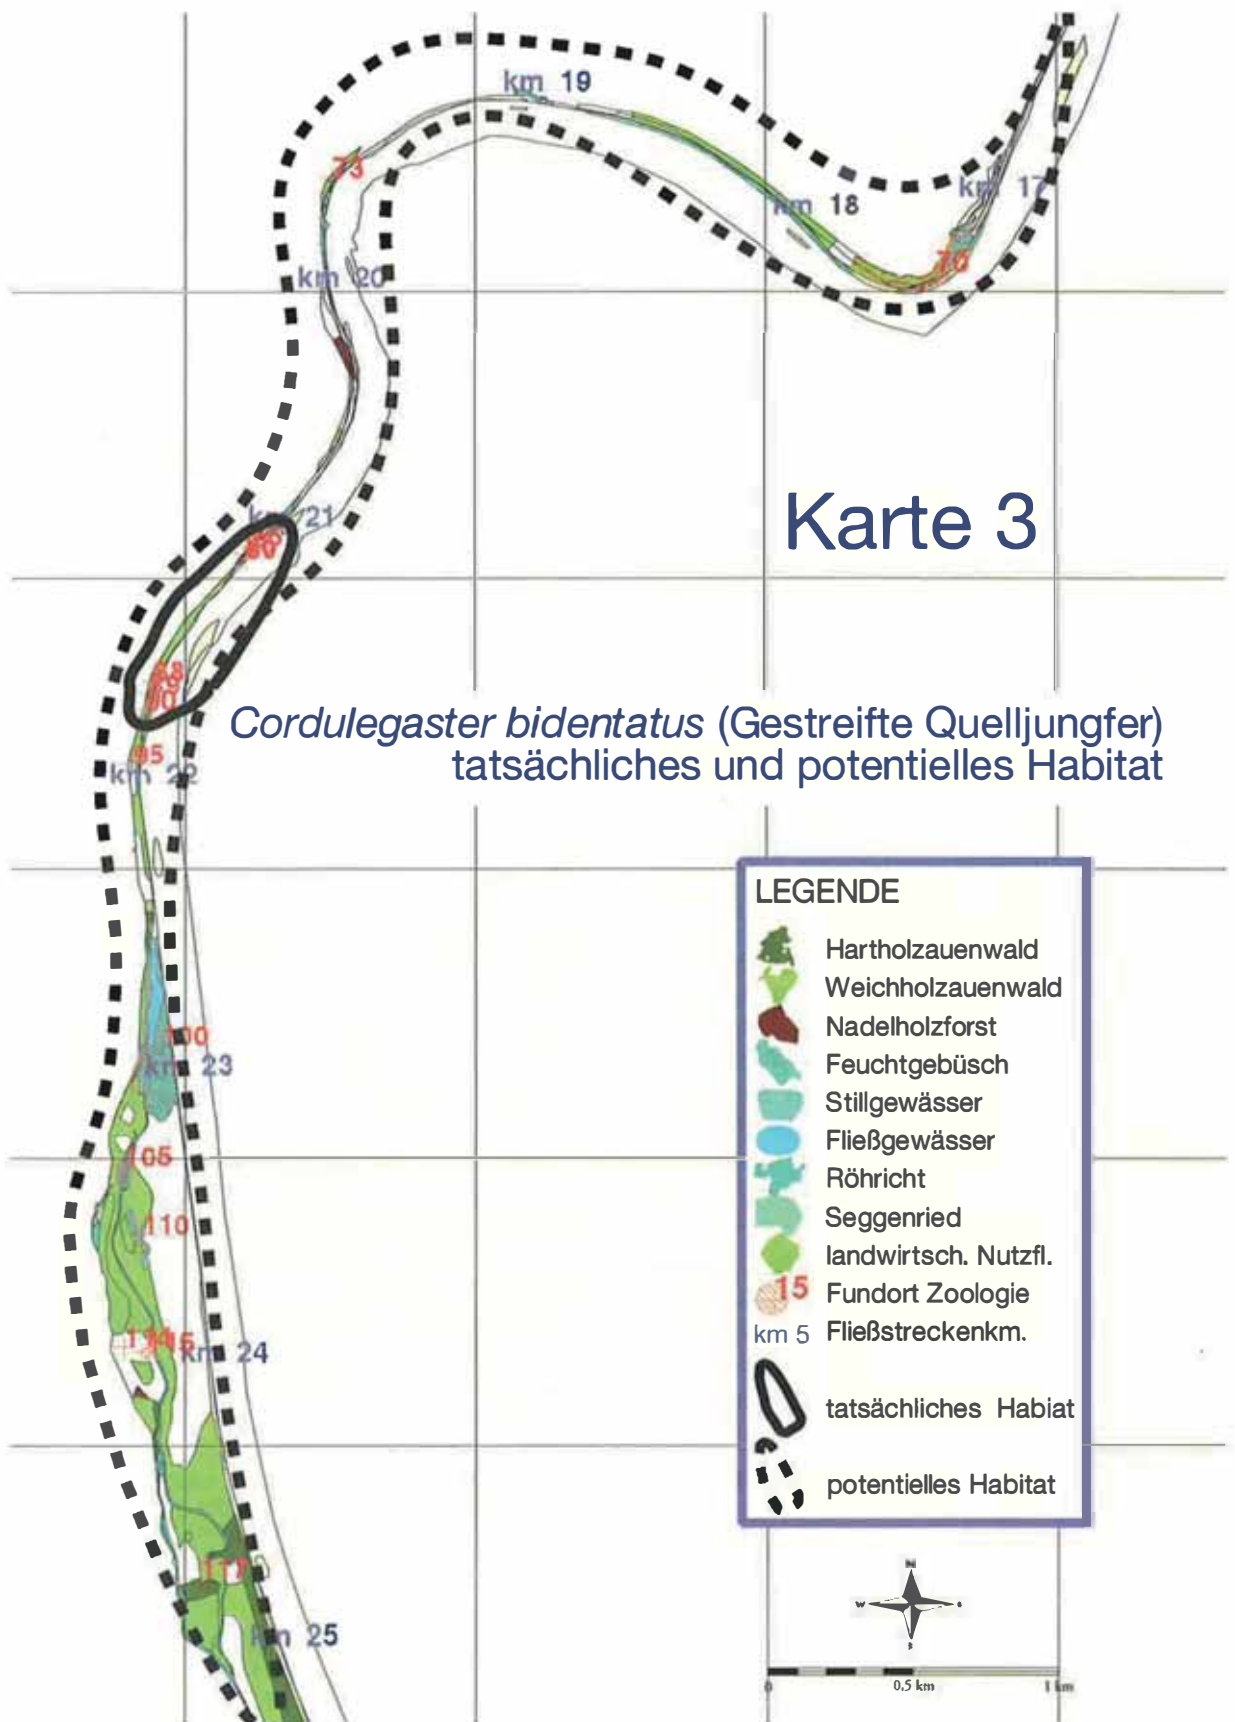 km 19
73
km 17
km 18
70
km 20
km 21
Karte 3
90
95
km 22
Cordulegaster bidentatus (Gestreifte Quelljungfer)
tatsächliches und potentielles Habitat
LEGENDE
Hartholzauenwald
Weichholzauenwald
Nadelholzforst
Feuchtgebüsch
Stillgewässer
Fließgewässer
Röhricht
Seggenried
landwirtsch. Nutzfl.
15 Fundort Zoologie
km 5 Fließstreckenkm.
tatsächliches Habiat
potentielles Habitat
100
km 23
105
110
km 24
117
km 25
N
W
0
0,5 km
1 km